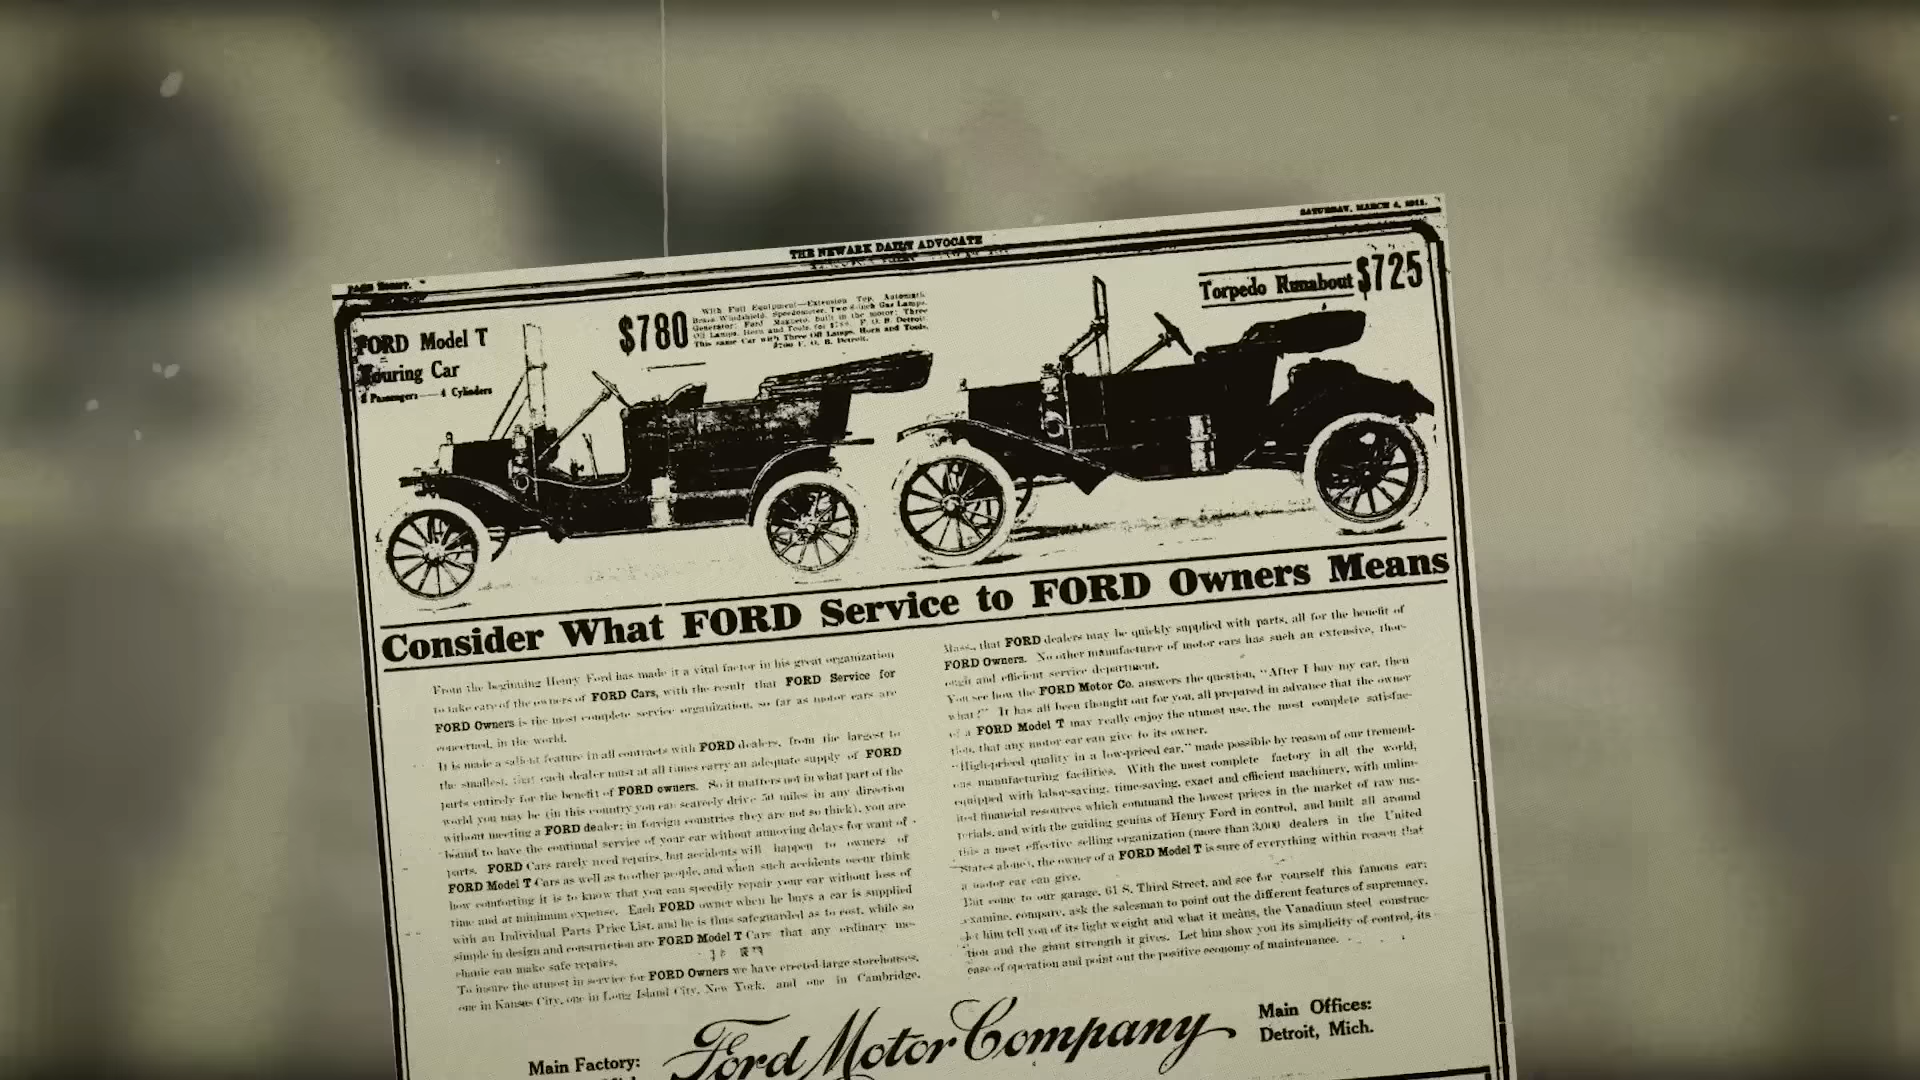 SATURDAY, MARCH 4, 1911.
THE NEWARK DAILY ADVOCATE
PAGE EIGHT.
FORD Model T
Touring Car
Passengers — 4 Cylinders
$780
With Full Equipment—Extension Top, Automatic
Brass Windshield, Speedometer, Two 6-inch Gas Lamps,
Generator, Ford Magneto, built in the motor; Three
Oil Lamps, Horn and Tools, for F. O. B. Detroit.
This same Car with Three Oil Lamps, Horn and Tools,
$700 F. O. B. Detroit.
Torpedo Runabout $725
Consider What FORD Service to FORD Owners Means
From the beginning Henry Ford has made it a vital factor in his great organization
to take care of the owners of FORD Cars, with the result that FORD Service for
FORD Owners is the most complete service organization, so far as motor cars are
concerned, in the world.
It is made a salient feature in all contracts with FORD dealers, from the largest to
the smallest, that each dealer must at all times carry an adequate supply of FORD
parts entirely for the benefit of FORD owners. So it matters not in what part of the
world you may be (in this country you can scarcely drive 50 miles in any direction
without meeting a FORD dealer; in foreign countries they are not so thick), you are
bound to have the continual service of your car without annoying delays for want of
parts. FORD Cars rarely need repairs, but accidents will happen to owners of
FORD Model T Cars as well as to other people, and when such accidents occur think
how comforting it is to know that you can speedily repair your car without loss of
time and at minimum expense. Each FORD owner when he buys a car is supplied
with an Individual Parts Price List, and he is thus safeguarded as to cost, while so
simple in design and construction are FORD Model T Cars that any ordinary me-
chanic can make safe repairs.
To insure the utmost in service for FORD Owners we have erected large storehouses,
one in Kansas City, one in Long Island City, New York, and one in Cambridge,
Mass., that FORD dealers may be quickly supplied with parts, all for the benefit of
FORD Owners. No other manufacturer of motor cars has such an extensive, thor-
ough and efficient service department.
You see how the FORD Motor Co. answers the question, "After I buy my car, then
what?" It has all been thought out for you, all prepared in advance that the owner
of a FORD Model T may really enjoy the utmost use, the most complete satisfac-
tion, that any motor car can give to its owner.
"High-priced quality in a low-priced car," made possible by reason of our tremend-
ous manufacturing facilities. With the most complete factory in all the world,
equipped with labor-saving, time-saving, exact and efficient machinery, with unlim-
ited financial resources which command the lowest prices in the market of raw ma-
terials, and with the guiding genius of Henry Ford in control, and built all around
this a most effective selling organization (more than 3,000 dealers in the United
States alone), the owner of a FORD Model T is sure of everything within reason that
a motor car can give.
But come to our garage, 61 S. Third Street, and see for yourself this famous car;
examine, compare, ask the salesman to point out the different features of supremacy.
Let him tell you of its light weight and what it means, the Vanadium steel construc-
tion and the giant strength it gives. Let him show you its simplicity of control, its
ease of operation and point out the positive economy of maintenance.
Main Factory:
Ford Motor Company
Main Offices:
Detroit, Mich.